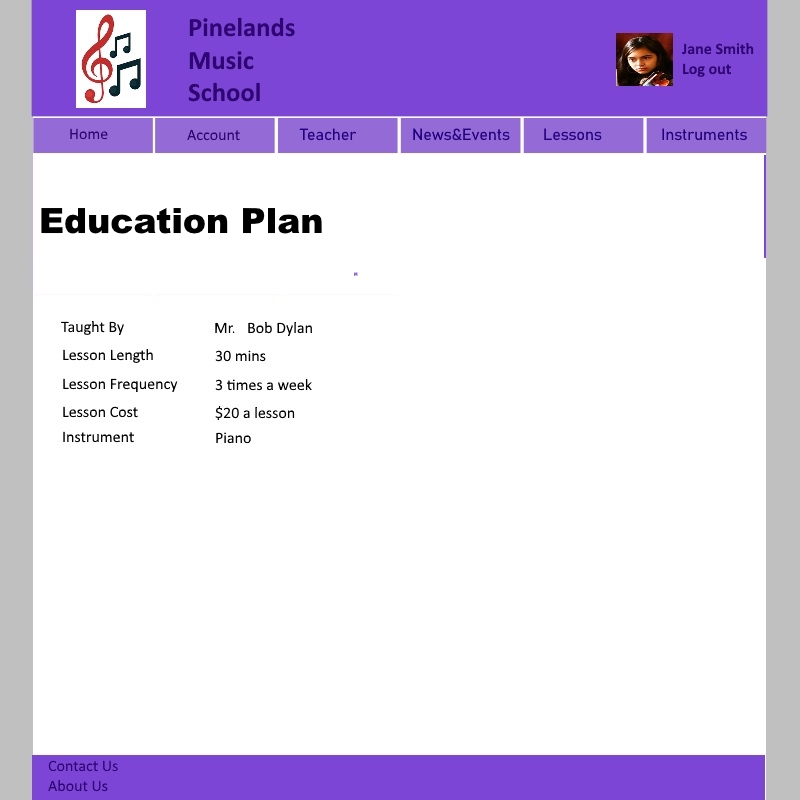 Pinelands
Music
School
Jane Smith
Log out
Home Account Teacher News&Events Lessons Instruments
Education Plan
Taught By Mr. Bob Dylan
Lesson Length 30 mins
Lesson Frequency 3 times a week
Lesson Cost $20 a lesson
Instrument Piano
Contact Us
About Us